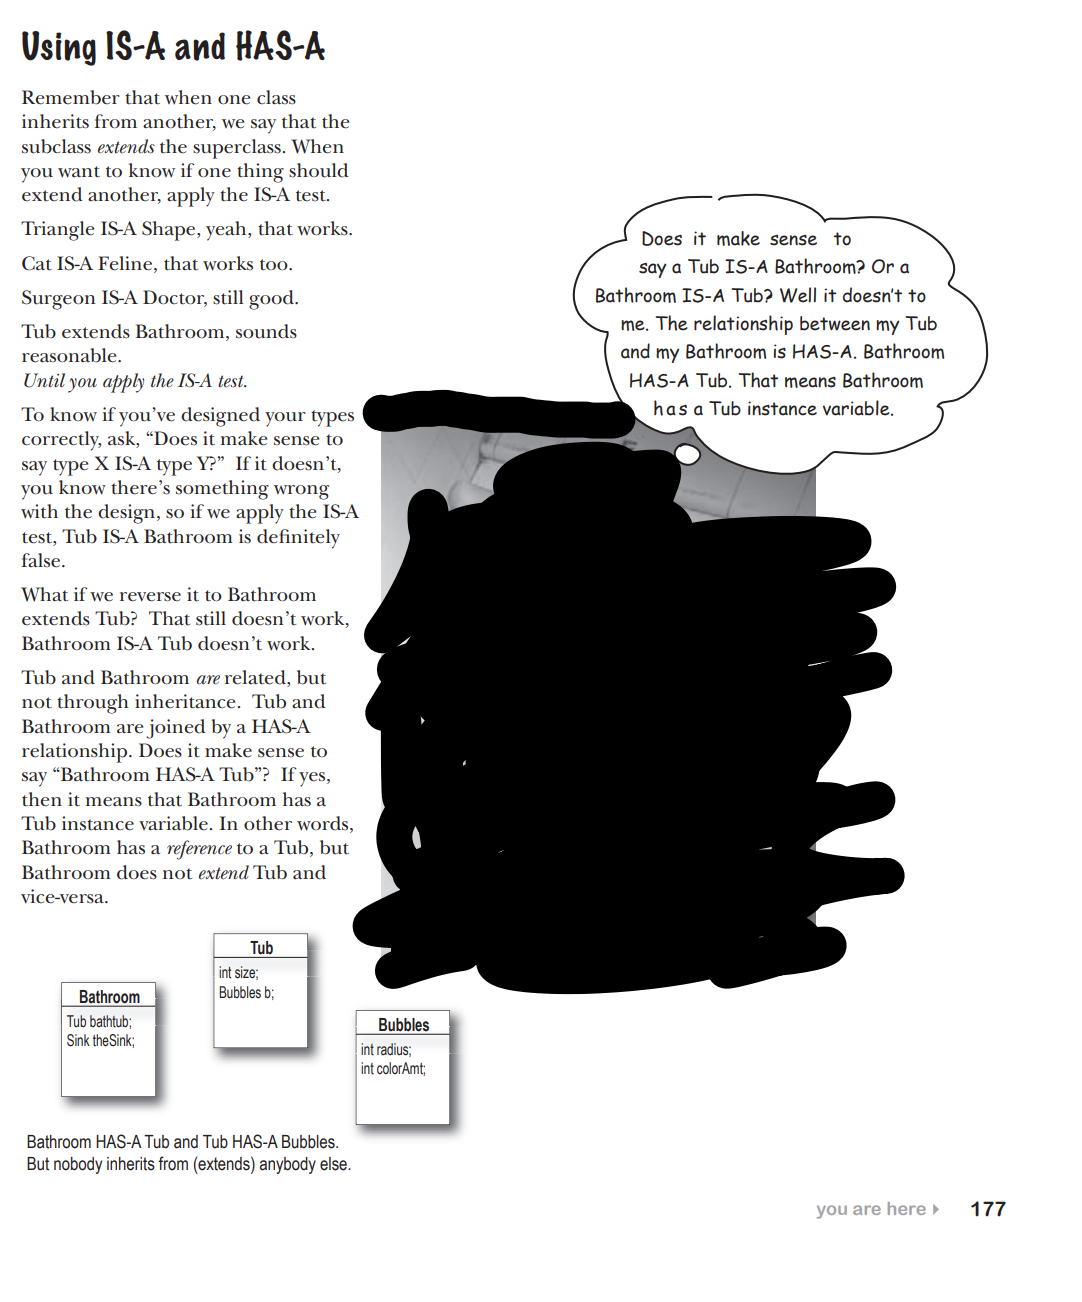 Using IS-A and HAS-A
Remember that when one class
inherits from another, we say that the
subclass extends the superclass. When
you want to know if one thing should
extend another, apply the IS-A test.
Triangle IS-A Shape, yeah, that works.
Cat IS-A Feline, that works too.
Surgeon IS-A Doctor, still good.
Tub extends Bathroom, sounds
reasonable.
Until you apply the IS-A test.
To know if you’ve designed your types
correctly, ask, “Does it make sense to
say type X IS-A type Y?” If it doesn’t,
you know there’s something wrong
with the design, so if we apply the IS-A
test, Tub IS-A Bathroom is definitely
false.
What if we reverse it to Bathroom
extends Tub? That still doesn’t work,
Bathroom IS-A Tub doesn’t work.
Tub and Bathroom are related, but
not through inheritance. Tub and
Bathroom are joined by a HAS-A
relationship. Does it make sense to
say “Bathroom HAS-A Tub”? If yes,
then it means that Bathroom has a
Tub instance variable. In other words,
Bathroom has a reference to a Tub, but
Bathroom does not extend Tub and
vice-versa.
Does it make sense to
say a Tub IS-A Bathroom? Or a
Bathroom IS-A Tub? Well it doesn’t to
me. The relationship between my Tub
and my Bathroom is HAS-A. Bathroom
HAS-A Tub. That means Bathroom
has a Tub instance variable.
Bathroom
Tub bathtub;
Sink theSink;
Tub
int size;
Bubbles b;
Bubbles
int radius;
int colorAmt;
Bathroom HAS-A Tub and Tub HAS-A Bubbles.
But nobody inherits from (extends) anybody else.
you are here 177